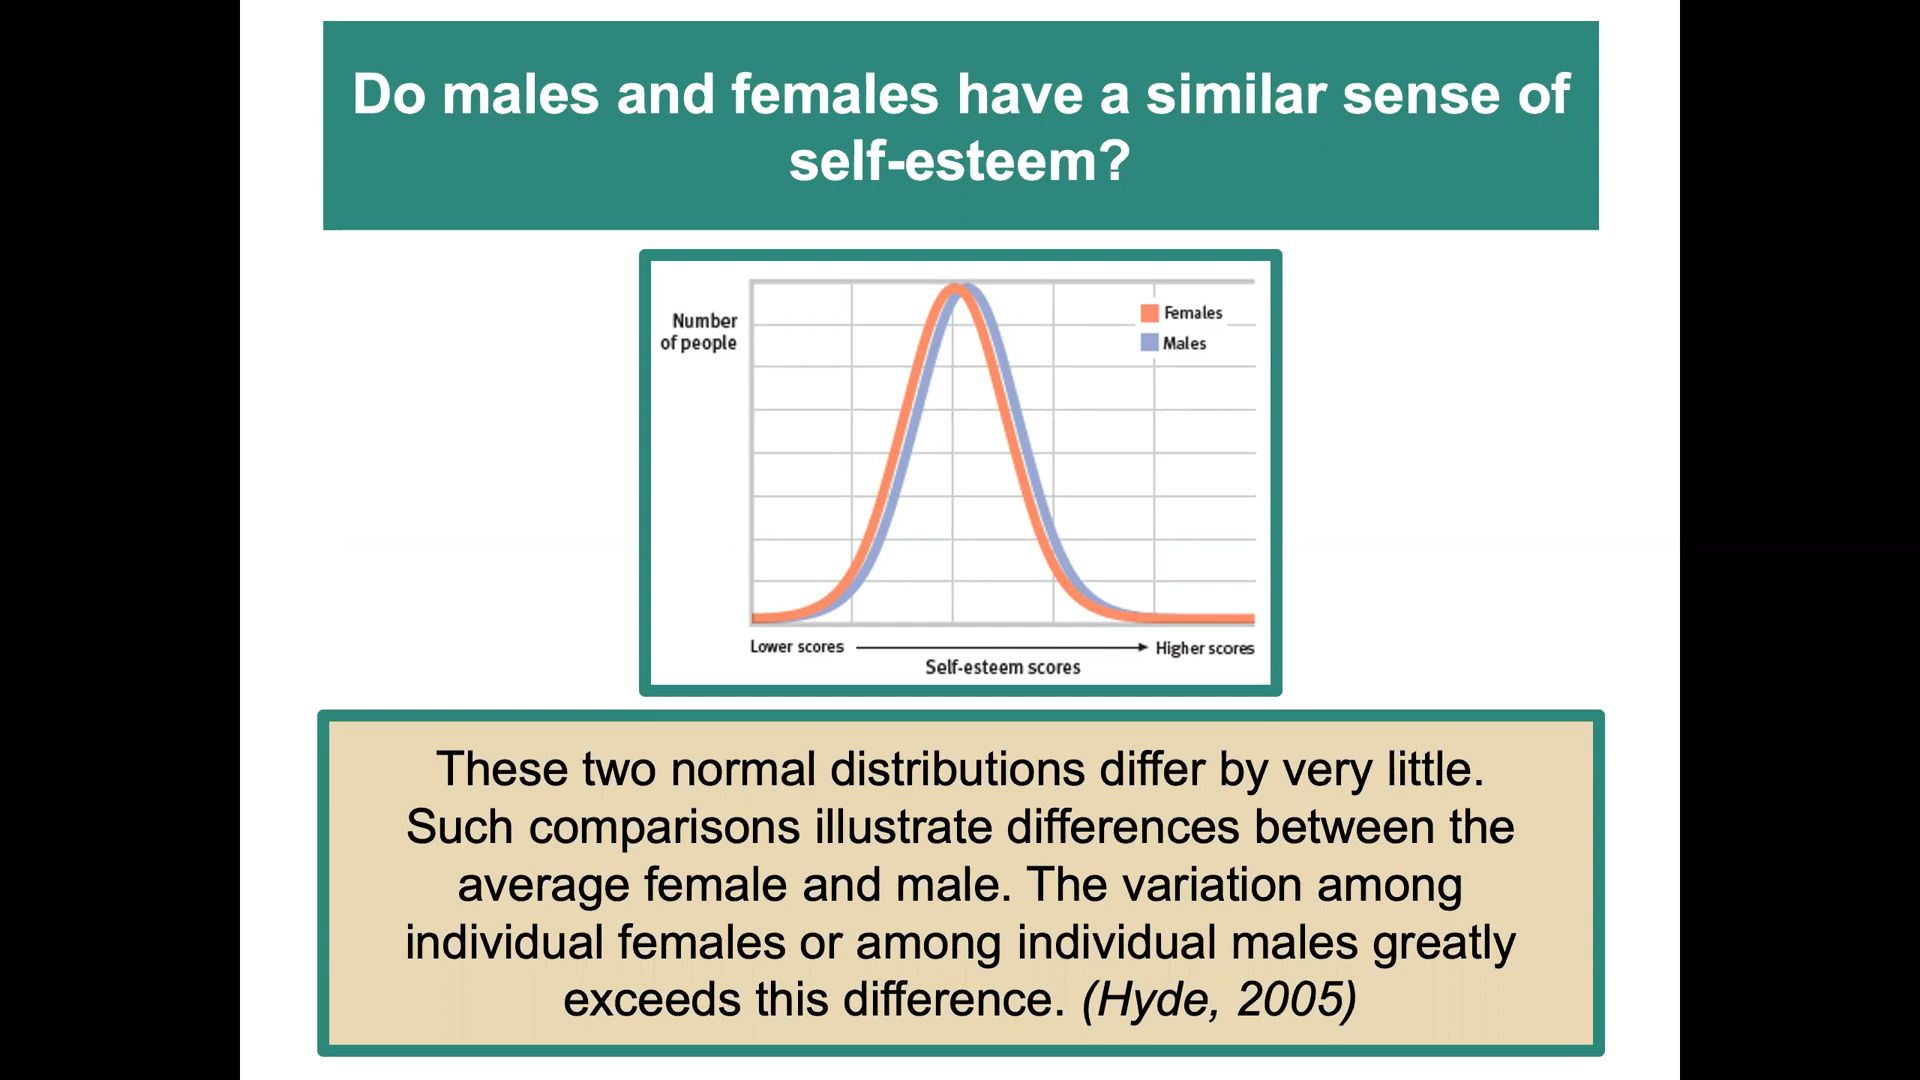 Do males and females have a similar sense of
self-esteem?
Number
of people
Females
Males
Lower scores
Higher scores
Self-esteem scores
These two normal distributions differ by very little.
Such comparisons illustrate differences between the
average female and male. The variation among
individual females or among individual males greatly
exceeds this difference. (Hyde, 2005)